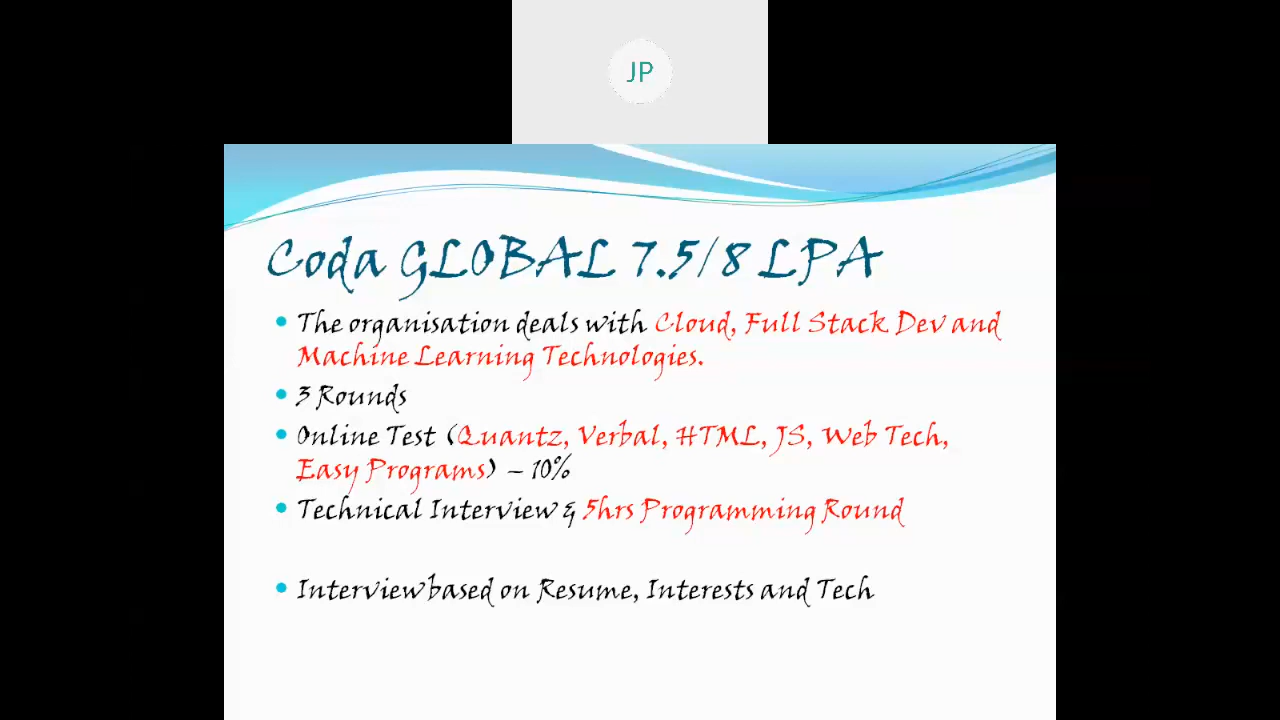 JP
Coda GLOBAL 7.5/8 LPA
The organisation deals with Cloud, Full Stack Dev and
Machine Learning Technologies.
3 Rounds
Online Test (Quantz, Verbal, HTML, JS, Web Tech,
Easy Programs) – 10%
Technical Interview & 5hrs Programming Round
Interview based on Resume, Interests and Tech